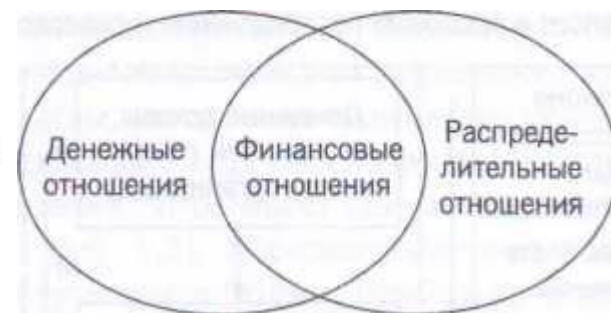 Денежные
отношения
Финансовые
отношения
Распреде-
лительные
отношения